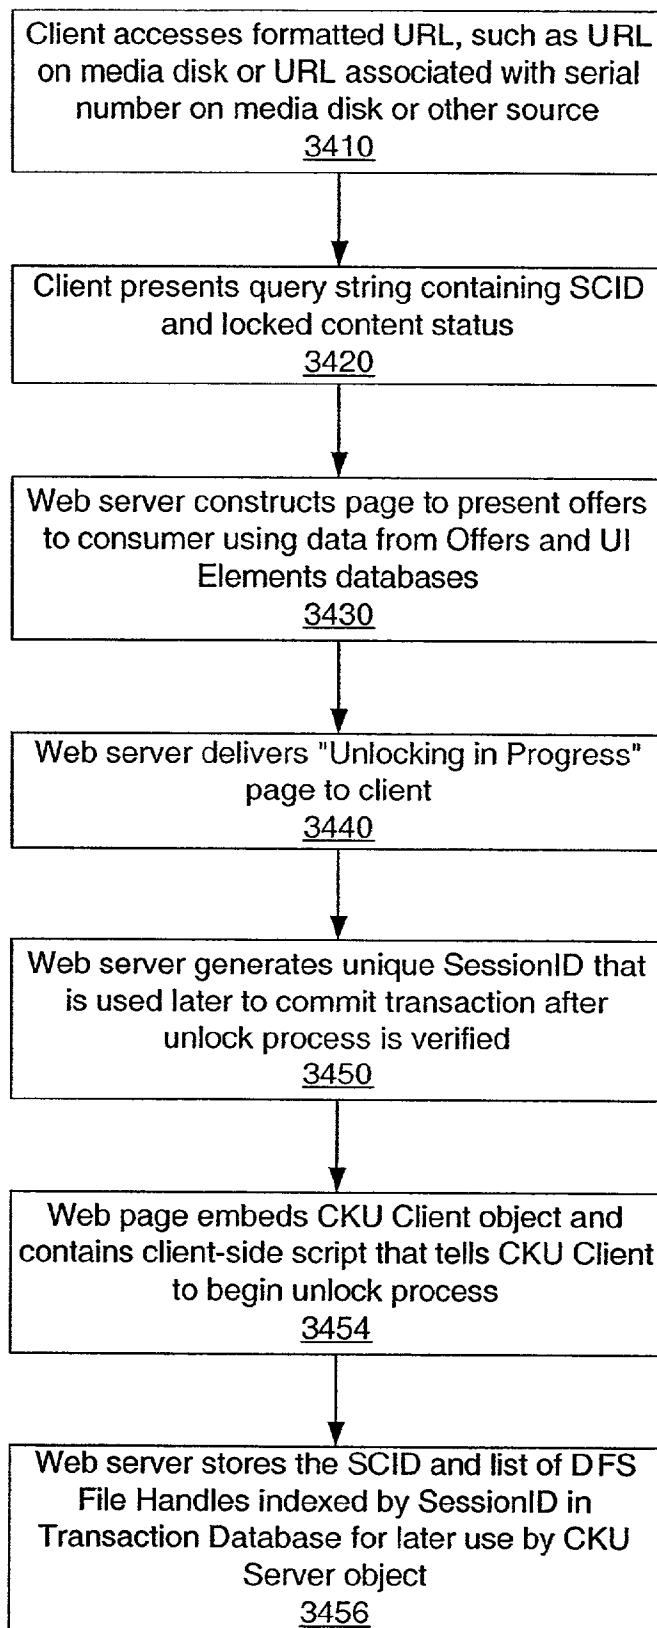 Client accesses formatted URL, such as URL
on media disk or URL associated with serial
number on media disk or other source
3410
Client presents query string containing SCID
and locked content status
3420
Web server constructs page to present offers
to consumer using data from Offers and UI
Elements databases
3430
Web server delivers "Unlocking in Progress"
page to client
3440
Web server generates unique SessionID that
is used later to commit transaction after
unlock process is verified
3450
Web page embeds CKU Client object and
contains client-side script that tells CKU Client
to begin unlock process
3454
Web server stores the SCID and list of DFS
File Handles indexed by SessionID in
Transaction Database for later use by CKU
Server object
3456